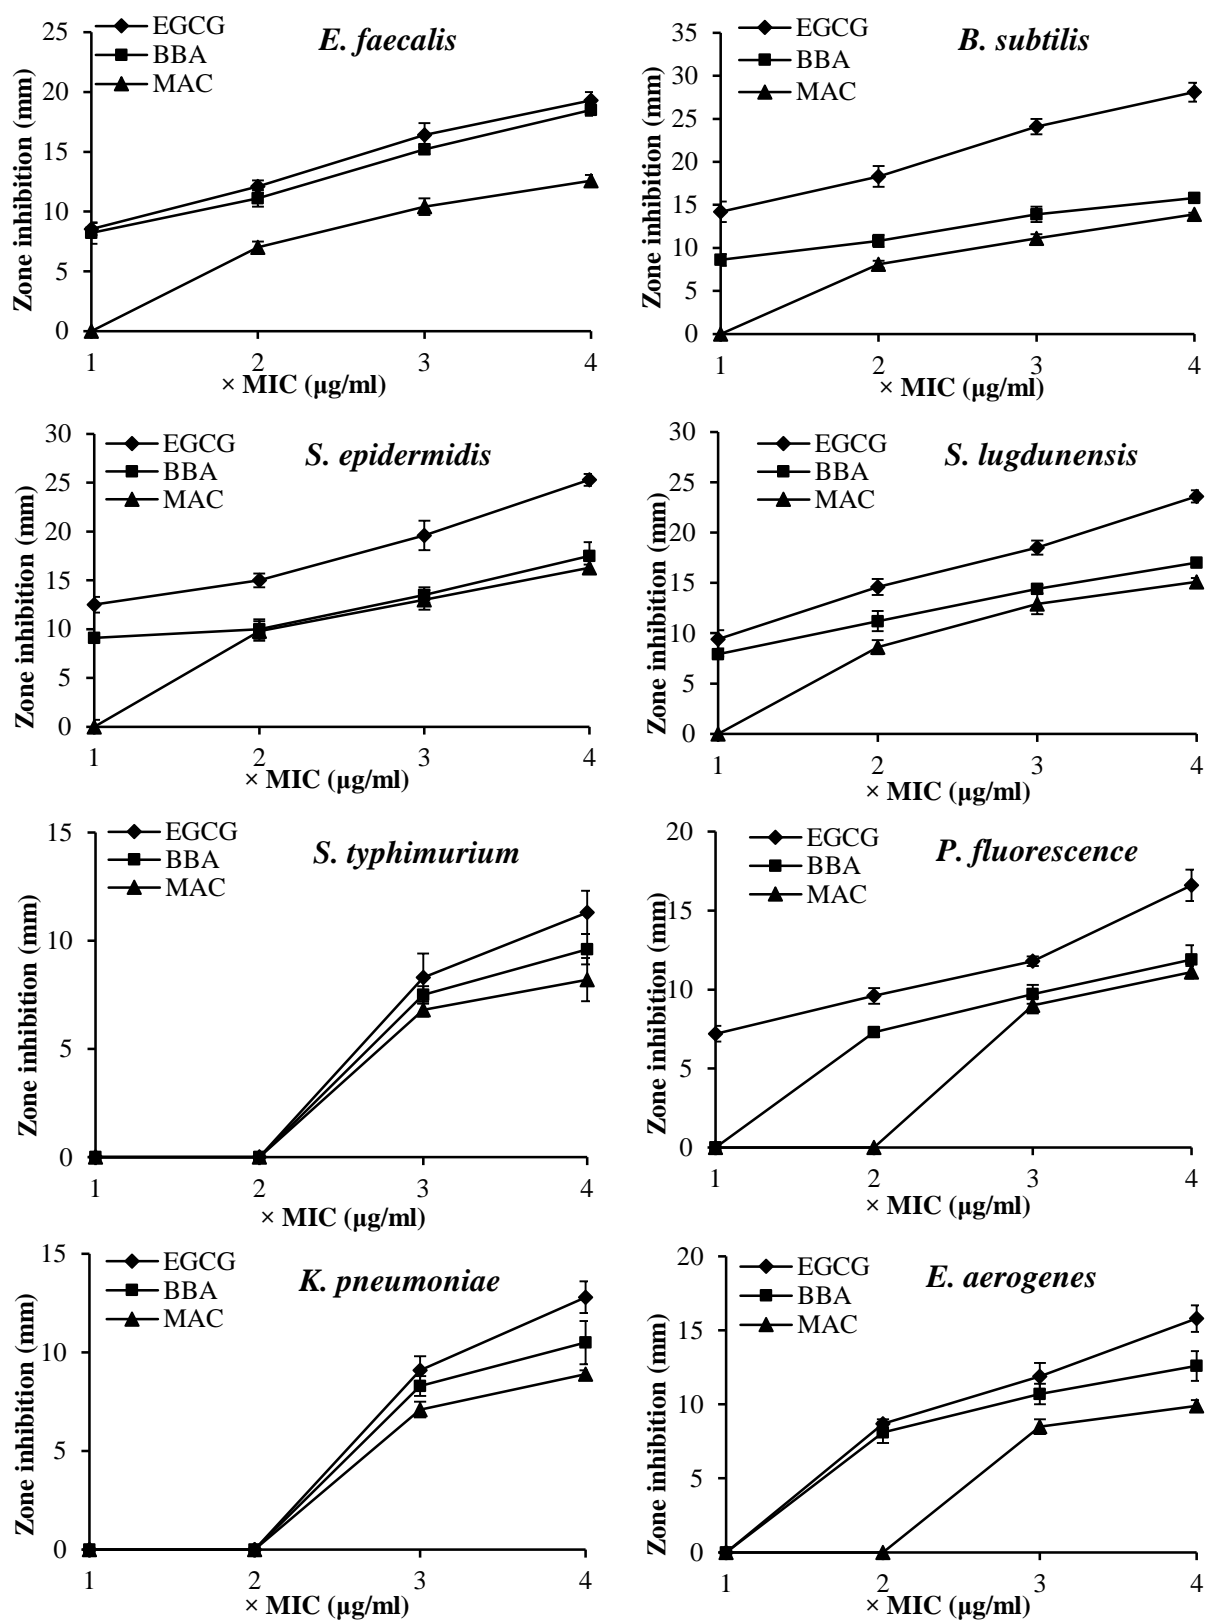 E. faecalis
EGCG
BBA
MAC
Zone inhibition (mm)
25
20
15
10
5
0
1 2 3 4
× MIC (µg/ml)
B. subtilis
EGCG
BBA
MAC
Zone inhibition (mm)
35
30
25
20
15
10
5
0
1 2 3 4
× MIC (µg/ml)
S. epidermidis
EGCG
BBA
MAC
Zone inhibition (mm)
30
25
20
15
10
5
0
1 2 3 4
× MIC (µg/ml)
S. lugdunensis
EGCG
BBA
MAC
Zone inhibition (mm)
30
25
20
15
10
5
0
1 2 3 4
× MIC (µg/ml)
S. typhimurium
EGCG
BBA
MAC
Zone inhibition (mm)
15
10
5
0
1 2 3 4
× MIC (µg/ml)
P. fluorescence
EGCG
BBA
MAC
Zone inhibition (mm)
20
15
10
5
0
1 2 3 4
× MIC (µg/ml)
K. pneumoniae
EGCG
BBA
MAC
Zone inhibition (mm)
15
10
5
0
1 2 3 4
× MIC (µg/ml)
E. aerogenes
EGCG
BBA
MAC
Zone inhibition (mm)
20
15
10
5
0
1 2 3 4
× MIC (µg/ml)